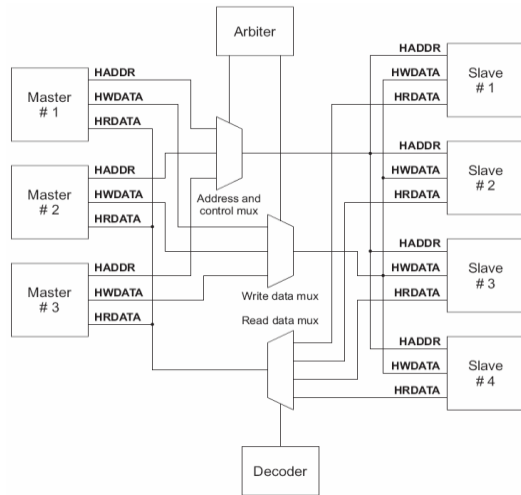 Arbiter
Master
# 1
HADDR
HWDATA
HRDATA
Master
# 2
HADDR
HWDATA
HRDATA
Master
# 3
HADDR
HWDATA
HRDATA
Address and
control mux
Write data mux
Read data mux
Decoder
HADDR
HWDATA
HRDATA
Slave
# 1
HADDR
HWDATA
HRDATA
Slave
# 2
HADDR
HWDATA
HRDATA
Slave
# 3
HADDR
HWDATA
HRDATA
Slave
# 4